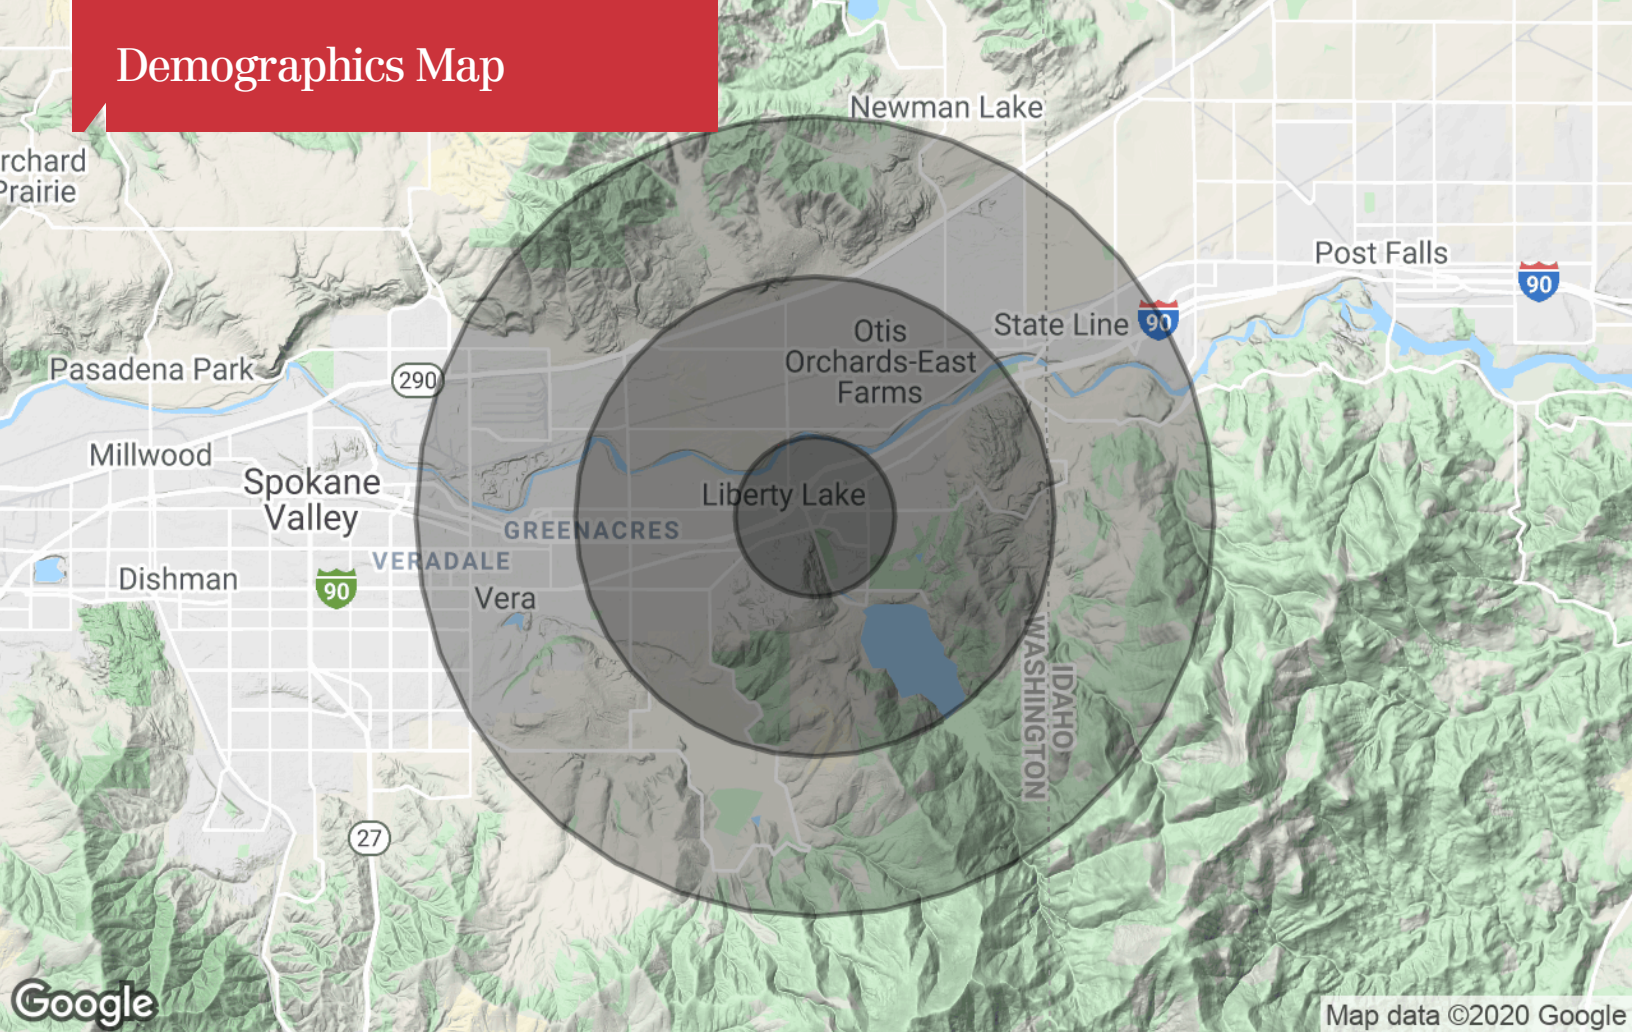 Demographics Map
Newman Lake
rchard
Prairie
Post Falls
90
Otis
Orchards-East
Farms
State Line
90
Pasadena Park
290
Millwood
Spokane
Valley
Liberty Lake
GREENACRES
VERADALE
Dishman
90
Vera
WASHINGTON
IDAHO
27
Google
Map data ©2020 Google